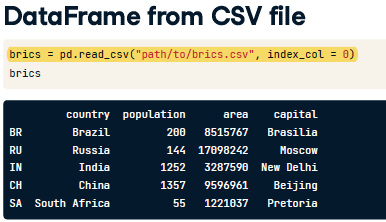 DataFrame from CSV file
brics = pd.read_csv("path/to/brics.csv", index_col = 0)
brics
country population area capital
BR Brazil 200 8515767 Brasilia
RU Russia 144 17098242 Moscow
IN India 1252 3287590 New Delhi
CH China 1357 9596961 Beijing
SA South Africa 55 1221037 Pretoria